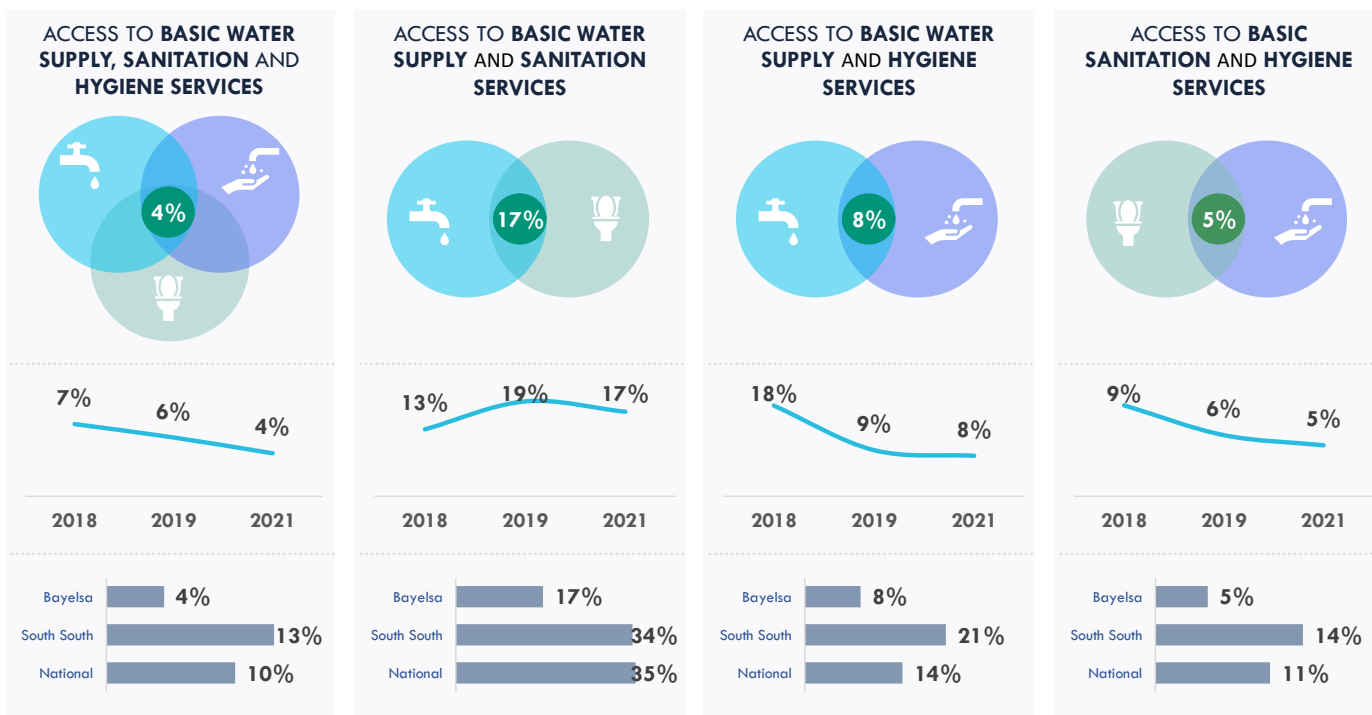 ACCESS TO BASIC WATER
SUPPLY, SANITATION AND
HYGIENE SERVICES
4%
7%
6%
4%
2018
2019
2021
Bayelsa
4%
South South
13%
National
10%
ACCESS TO BASIC WATER
SUPPLY AND SANITATION
SERVICES
17%
13%
19%
17%
2018
2019
2021
Bayelsa
17%
South South
34%
National
35%
ACCESS TO BASIC WATER
SUPPLY AND HYGIENE
SERVICES
8%
18%
9%
8%
2018
2019
2021
Bayelsa
8%
South South
21%
National
14%
ACCESS TO BASIC
SANITATION AND HYGIENE
SERVICES
5%
9%
6%
5%
2018
2019
2021
Bayelsa
5%
South South
14%
National
11%